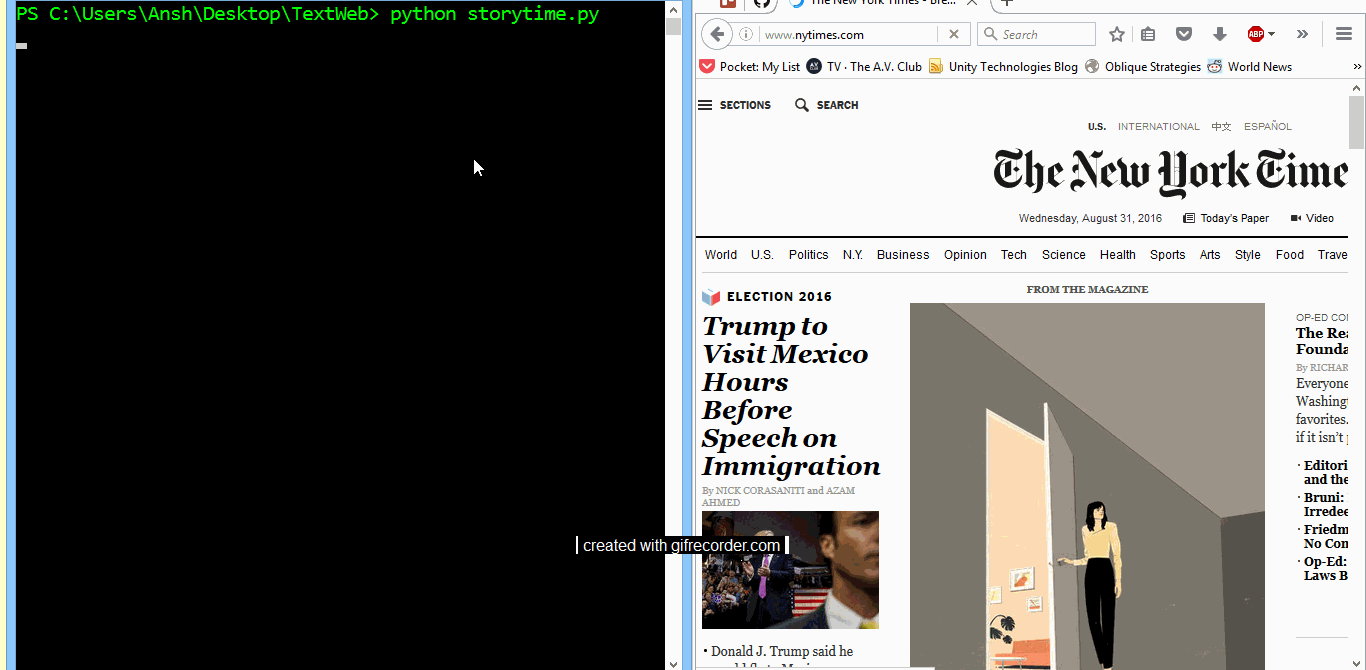 PS C:\Users\Ansh\Desktop\TextWeb> python storytime.py
The New York Times - Bre...
www.nytimes.com
Search
ABP
Pocket: My List
TV · The A.V. Club
Unity Technologies Blog
Oblique Strategies
World News
SECTIONS
SEARCH
U.S.
INTERNATIONAL
中文
ESPAÑOL
The New York Time
Wednesday, August 31, 2016
Today's Paper
Video
World
U.S.
Politics
N.Y.
Business
Opinion
Tech
Science
Health
Sports
Arts
Style
Food
Trave
ELECTION 2016
Trump to
Visit Mexico
Hours
Before
Speech on
Immigration
By NICK CORASANITI and AZAM
AHMED
• Donald J. Trump said he
FROM THE MAGAZINE
OP-ED CO
The Rea
Founda
By RICHAR
Everyone
Washingt
favorites.
if it isn't
· Editori
and the
· Bruni:
Irredee
· Friedm
No Con
· Op-Ed:
Laws B
created with gifrecorder.com